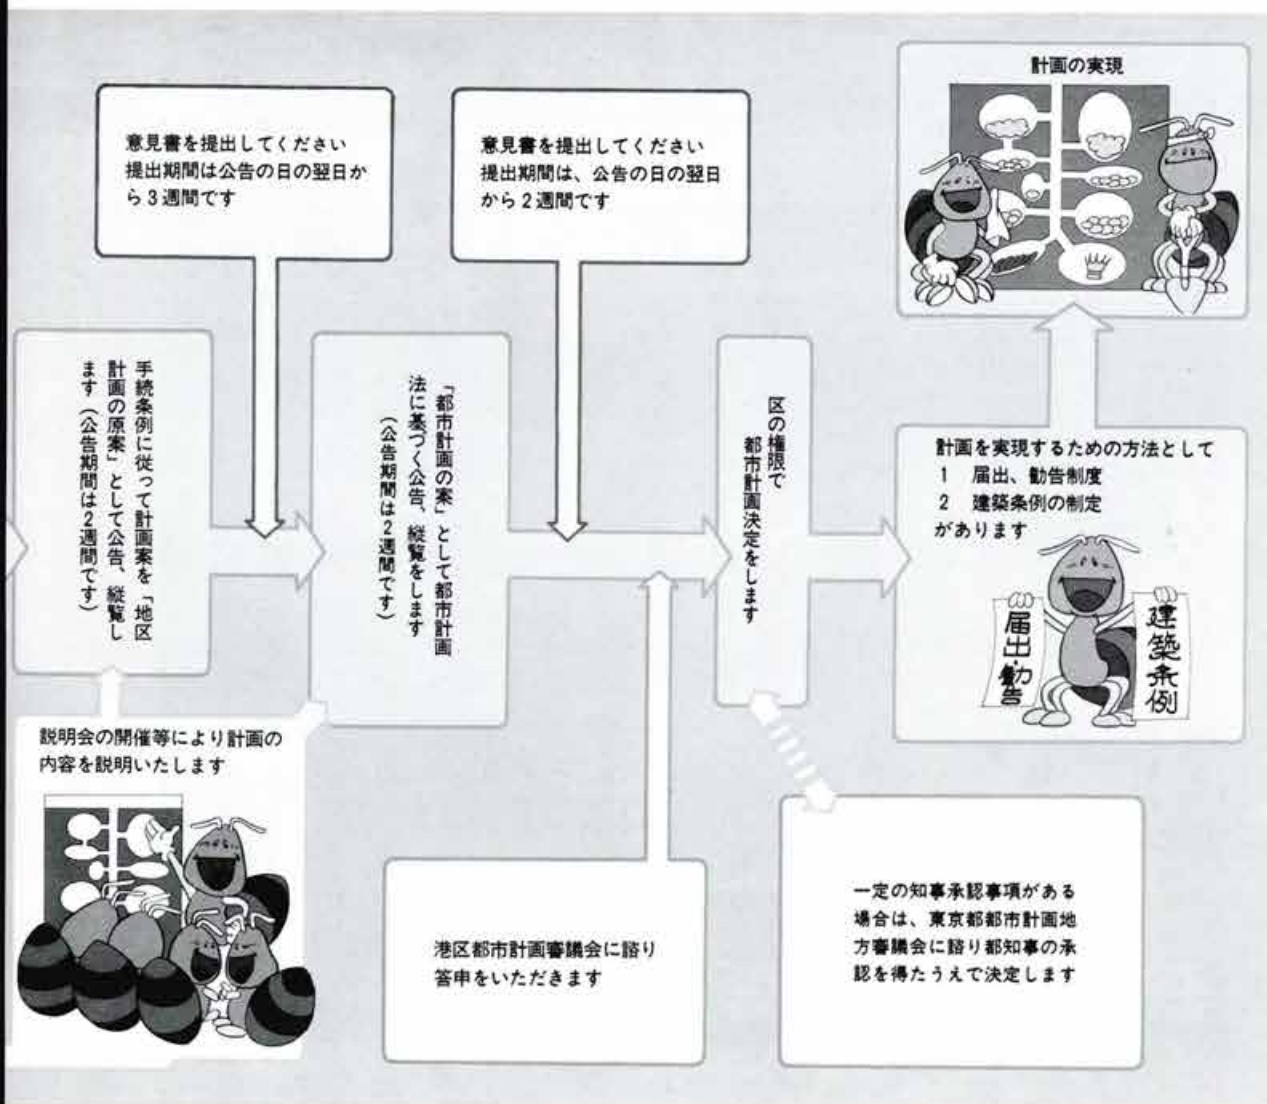 意見書を提出してください
提出期間は公告の日の翌日か
ら3週間です
意見書を提出してください
提出期間は、公告の日の翌日
から2週間です
計画の実現
手続条例に従って計画案を「地区
計画の原案」として公告、縦覧し
ます(公告期間は2週間です)
「都市計画の案」として都市計画
法に基づく公告、縦覧をします
(公告期間は2週間です)
区の権限で
都市計画決定をします
計画を実現するための方法として
1 届出、勧告制度
2 建築条例の制定
があります
届出・勧告
建築条例
説明会の開催等により計画の
内容を説明いたします
港区都市計画審議会に諮り
答申をいただきます
一定の知事承認事項がある
場合は、東京都都市計画地
方審議会に諮り都知事の承
認を得たうえで決定します